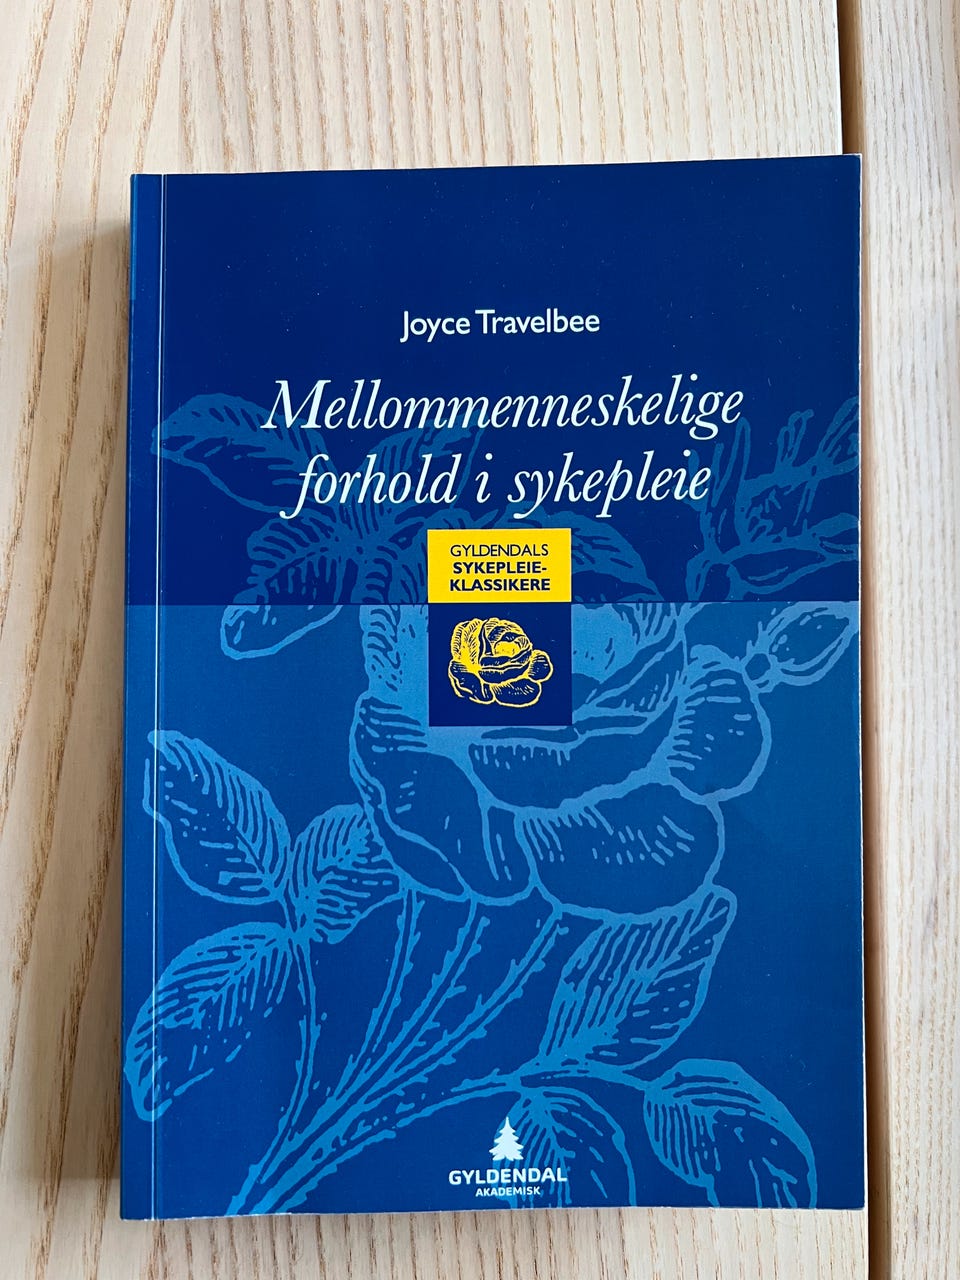 Joyce Travelbee
Mellommenneskelige
forhold i sykepleie
GYLDENDALS
SYKEPLEIE-
KLASSIKERE
GYLDENDAL
AKADEMISK